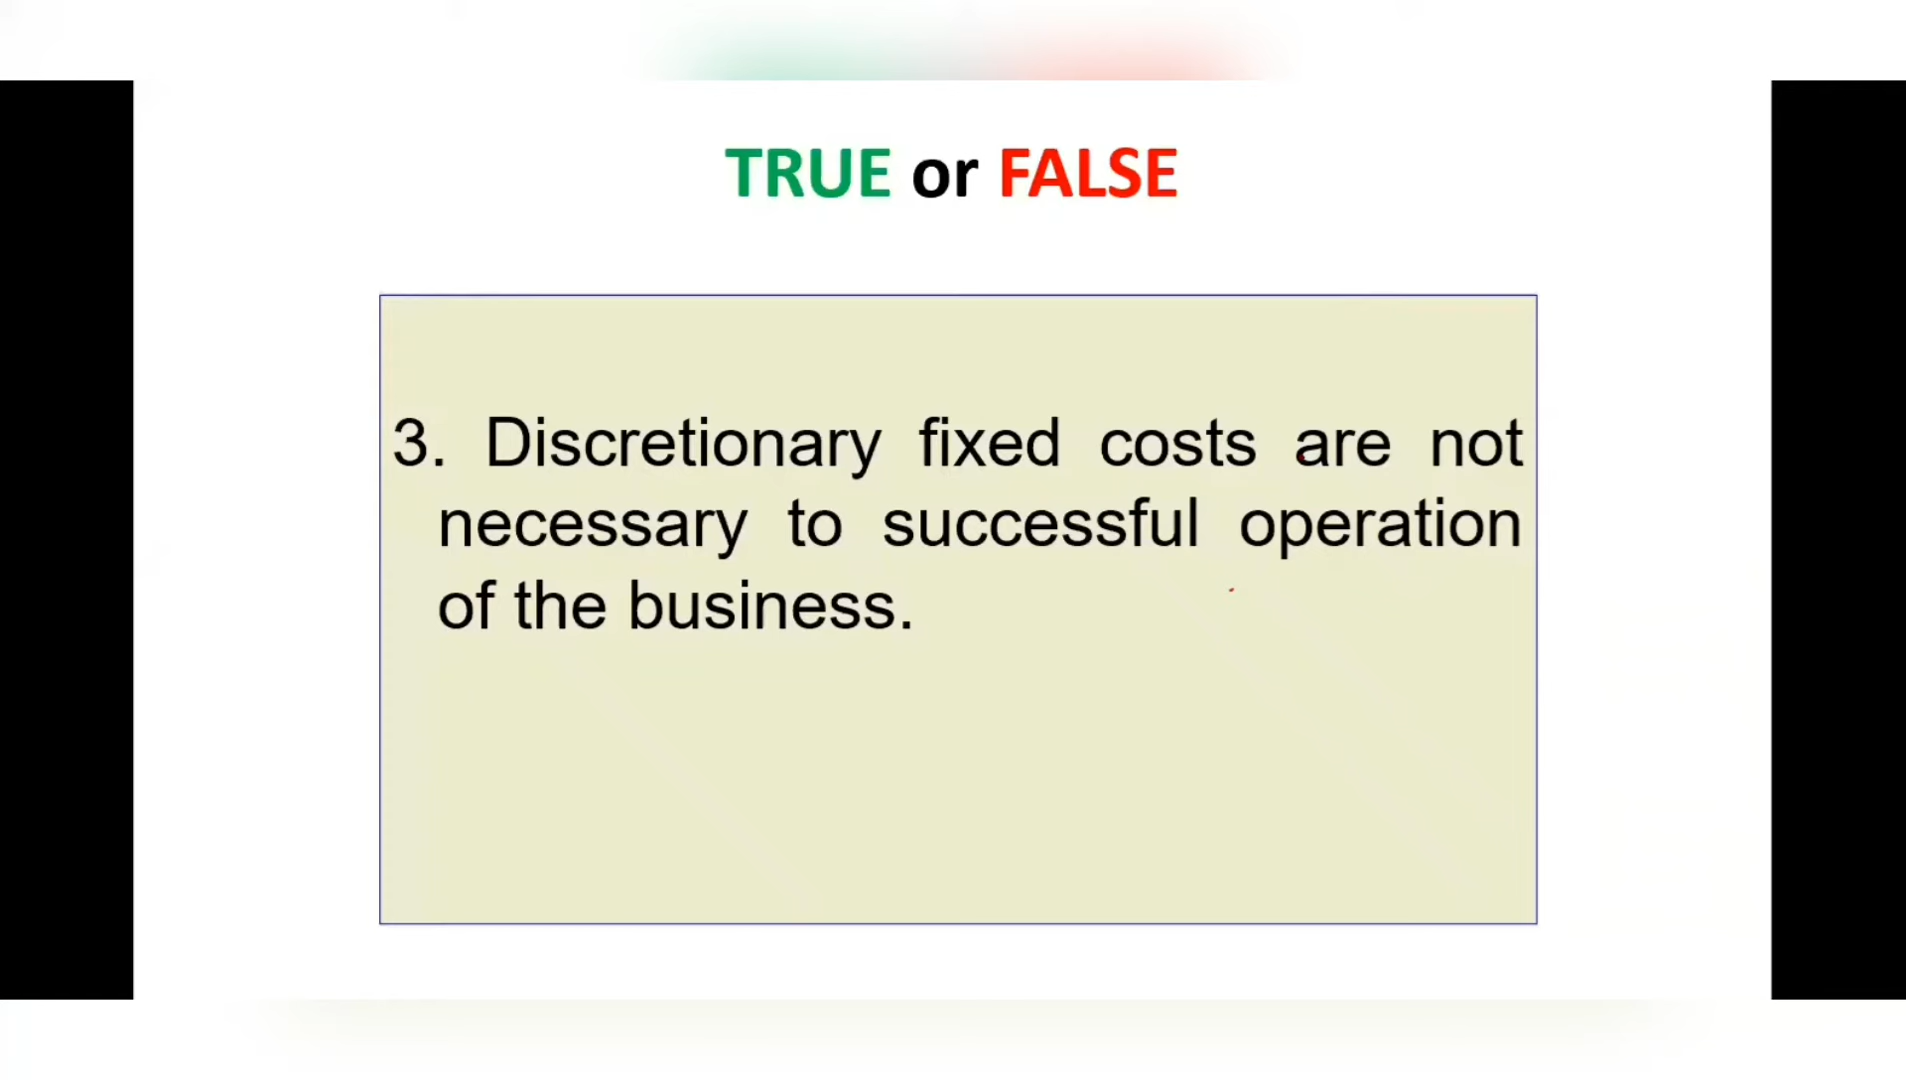 TRUE or FALSE
3. Discretionary fixed costs are not
necessary to successful operation
of the business.